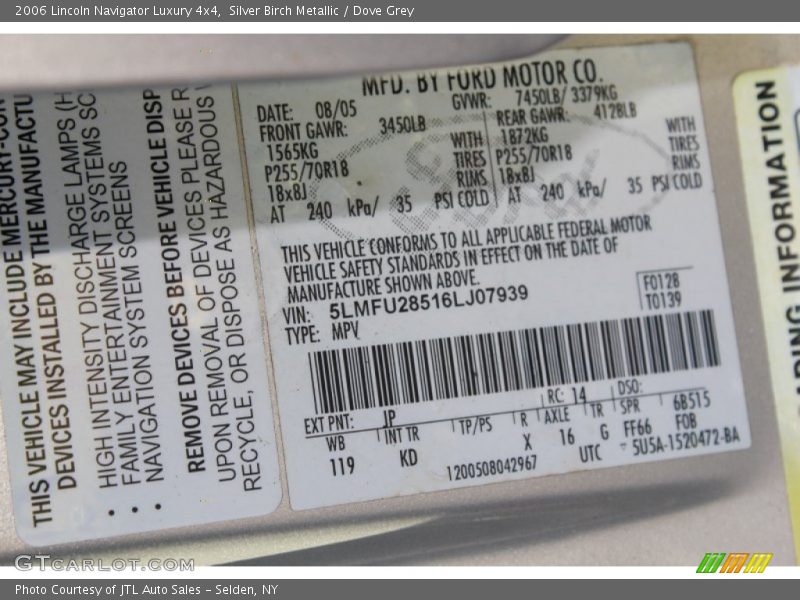 2006 Lincoln Navigator Luxury 4x4, Silver Birch Metallic / Dove Grey
THIS VEHICLE MAY INCLUDE MERCURY-CON
DEVICES INSTALLED BY THE MANUFACTU
HIGH INTENSITY DISCHARGE LAMPS (H
FAMILY ENTERTAINMENT SYSTEMS SC
NAVIGATION SYSTEM SCREENS
REMOVE DEVICES BEFORE VEHICLE DISP
UPON REMOVAL OF DEVICES PLEASE R
RECYCLE, OR DISPOSE AS HAZARDOUS
MFD. BY FORD MOTOR CO.
DATE: 08/05 GVWR: 7450LB/ 3379KG
FRONT GAWR: 3450LB REAR GAWR: 4128LB
1565KG WITH 1872KG WITH
P255/70R18 TIRES P255/70R18 TIRES
18x8J RIMS 18x8J RIMS
AT 240 kPa/ 35 PSI COLD AT 240 kPa/ 35 PSI COLD
THIS VEHICLE CONFORMS TO ALL APPLICABLE FEDERAL MOTOR
VEHICLE SAFETY STANDARDS IN EFFECT ON THE DATE OF
MANUFACTURE SHOWN ABOVE.
VIN: 5LMFU28516LJ07939 F0128
TYPE: MPV T0139
EXT PNT: JP RC: 14 DSO:
WB INT TR TP/PS R AXLE TR SPR 6B515
119 KD X 16 G FF66 FOB
1200508042967 UTC 5U5A-1520472-BA
ARDING INFORMATION
GTCarLot.com
Photo Courtesy of JTL Auto Sales - Selden, NY